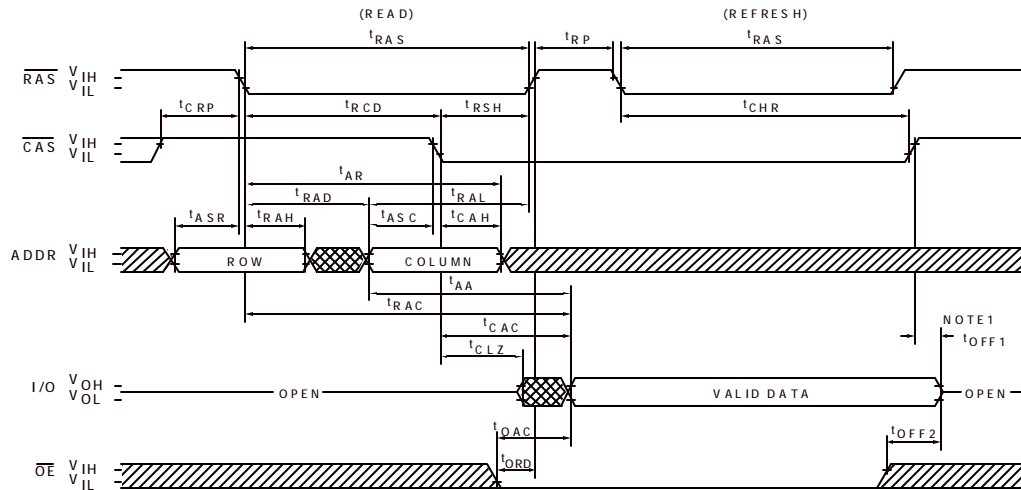 (READ) (REFRESH)
tRAS tRP tRAS
RAS VIH
VIL
tCRP tRCD tRSH tCHR
CAS VIH
VIL
tAR
tRAD tRAL
tASR tRAH tASC tCAH
ADDR VIH
VIL
ROW COLUMN
tAA
tRAC
tCAC
NOTE1
tCLZ tOFF1
I/O VOH
VOL
OPEN VALID DATA OPEN
tOAC tOFF2
tORD
OE VIH
VIL